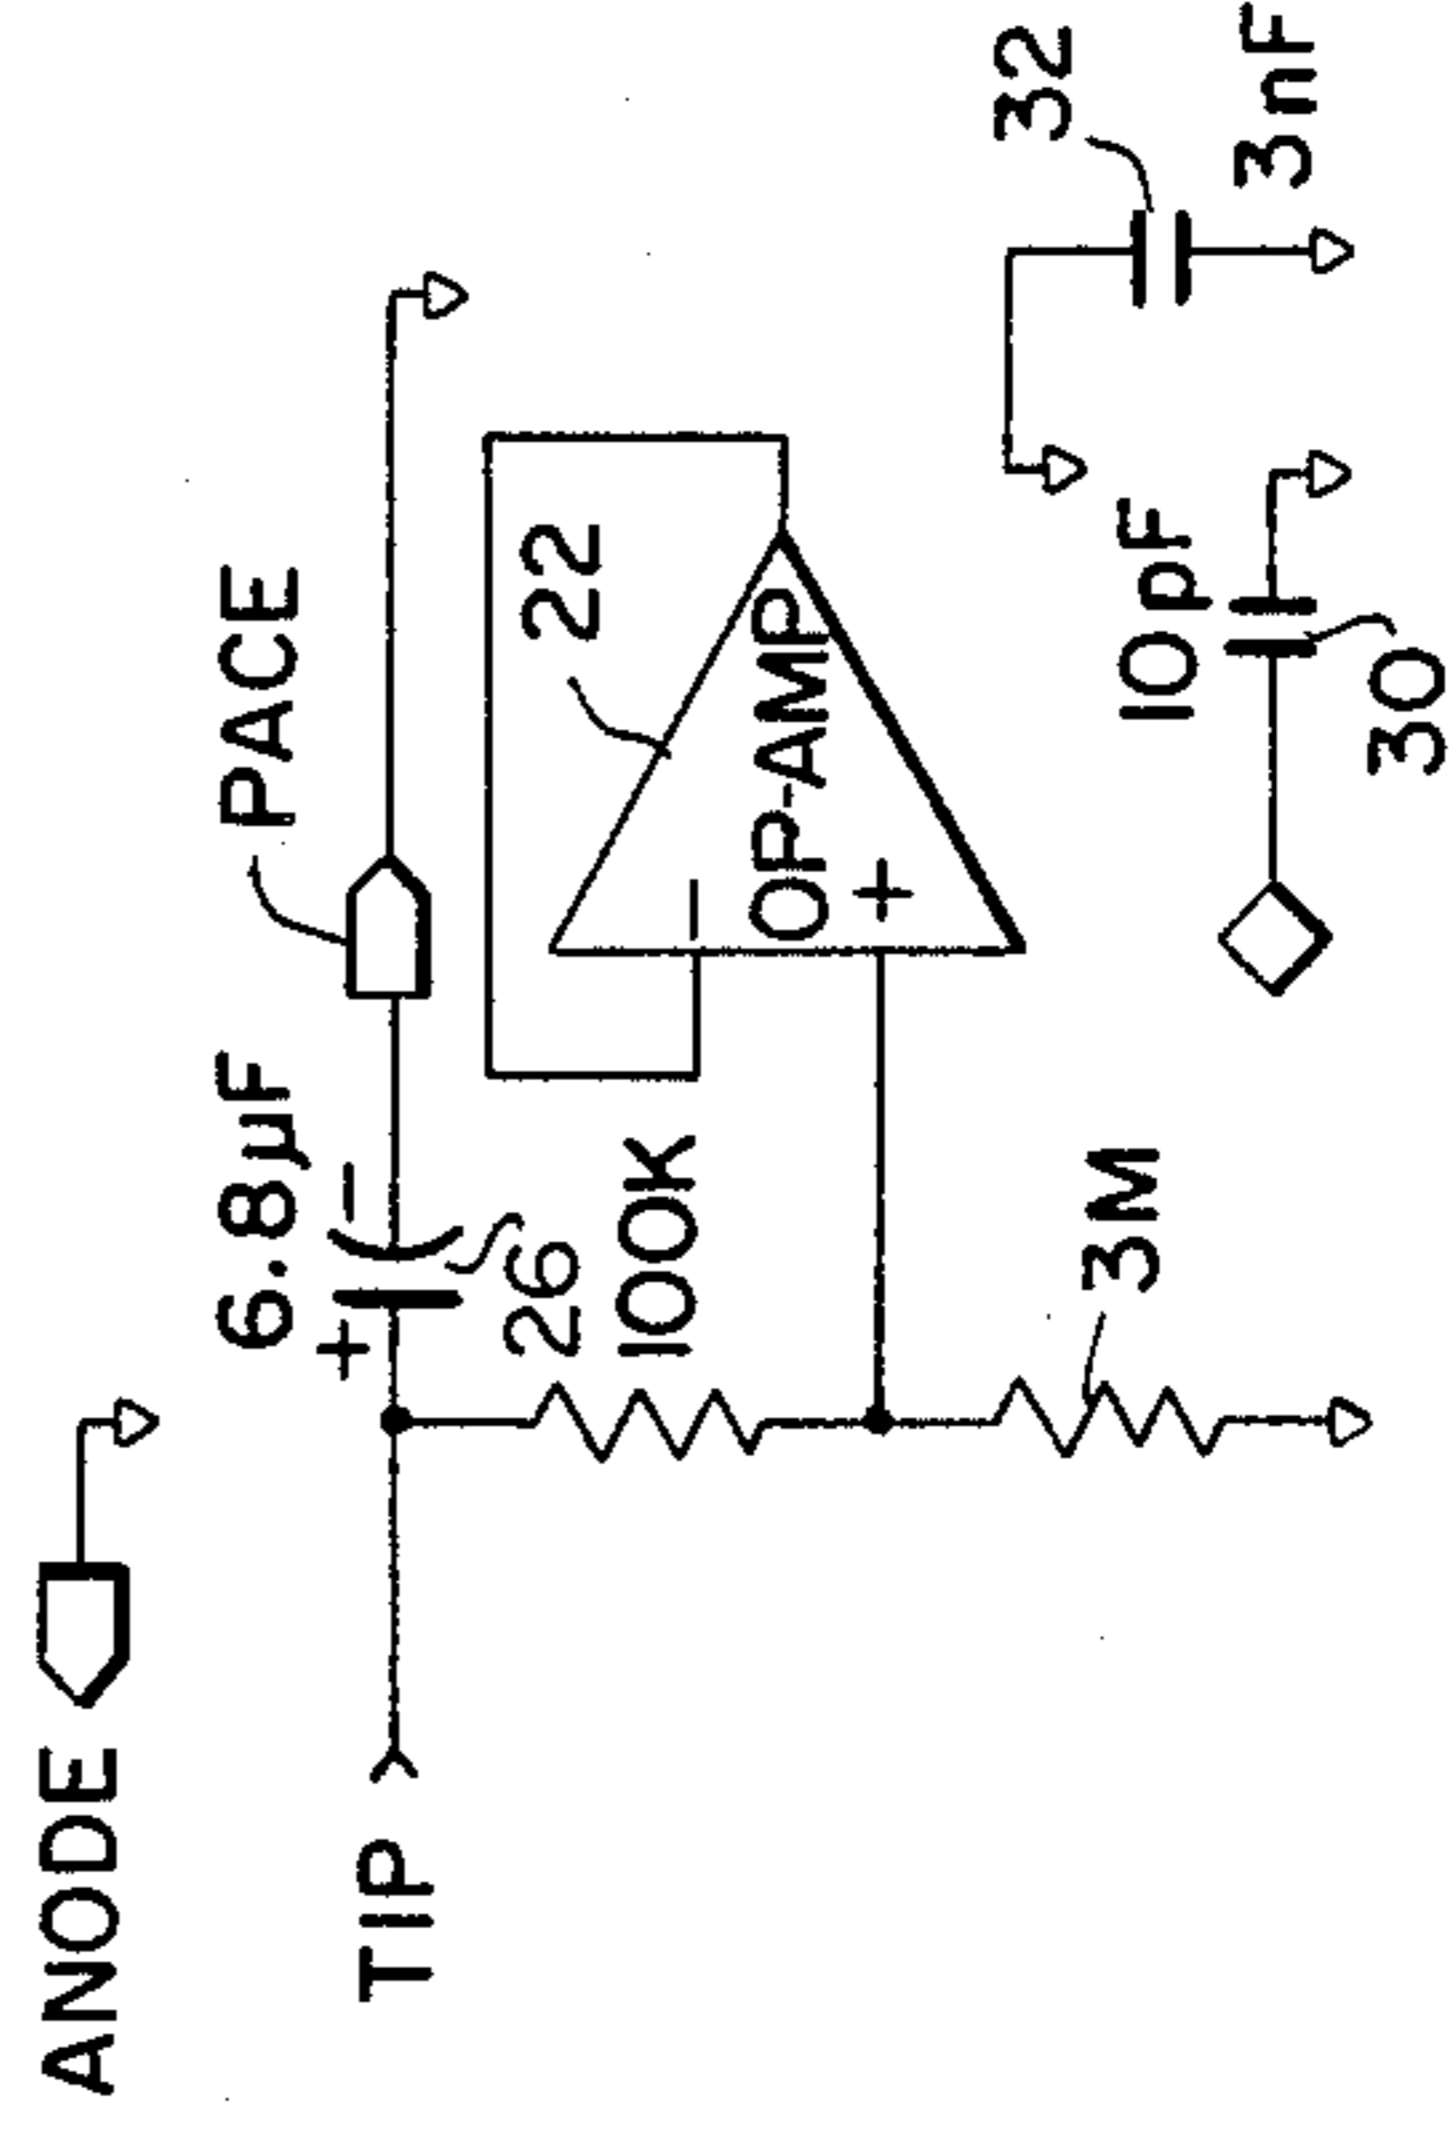 ANODE
TIP
6.8µF
+
-
26
PACE
100K
22
-
OP-AMP
+
3M
10pF
30
32
3nF